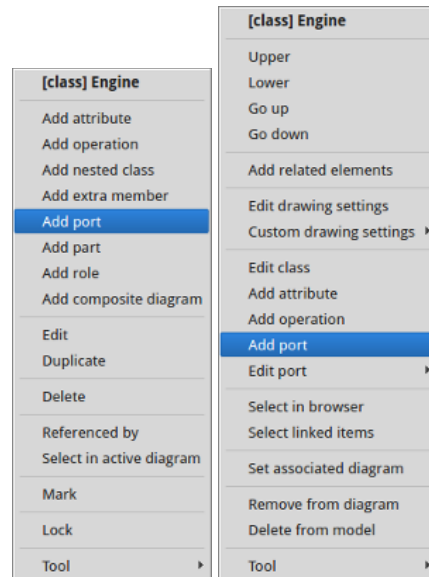 [class] Engine
Add attribute
Add operation
Add nested class
Add extra member
Add port
Add part
Add role
Add composite diagram
Edit
Duplicate
Delete
Referenced by
Select in active diagram
Mark
Lock
Tool
[class] Engine
Upper
Lower
Go up
Go down
Add related elements
Edit drawing settings
Custom drawing settings
Edit class
Add attribute
Add operation
Add port
Edit port
Select in browser
Select linked items
Set associated diagram
Remove from diagram
Delete from model
Tool